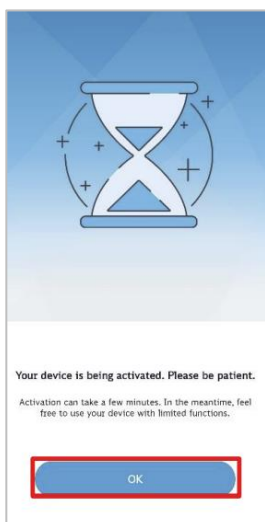 Your device is being activated. Please be patient.
Activation can take a few minutes. In the meantime, feel
free to use your device with limited functions.
OK